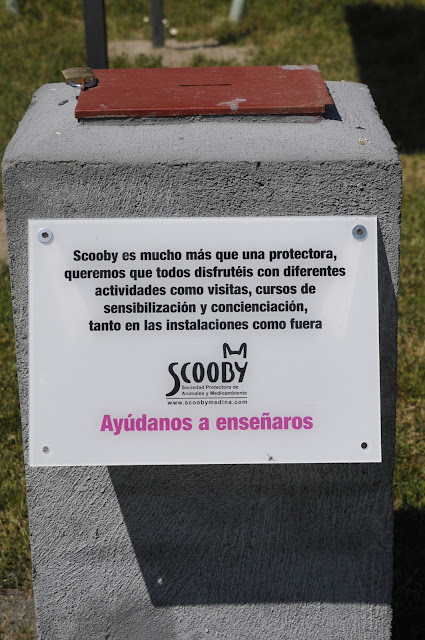 Scooby es mucho más que una protectora,
queremos que todos disfrutéis con diferentes
actividades como visitas, cursos de
sensibilización y concienciación,
tanto en las instalaciones como fuera
SCOOBY
Sociedad Protectora de
Animales y Medioambiente
www.scoobymedina.com
Ayúdanos a enseñaros